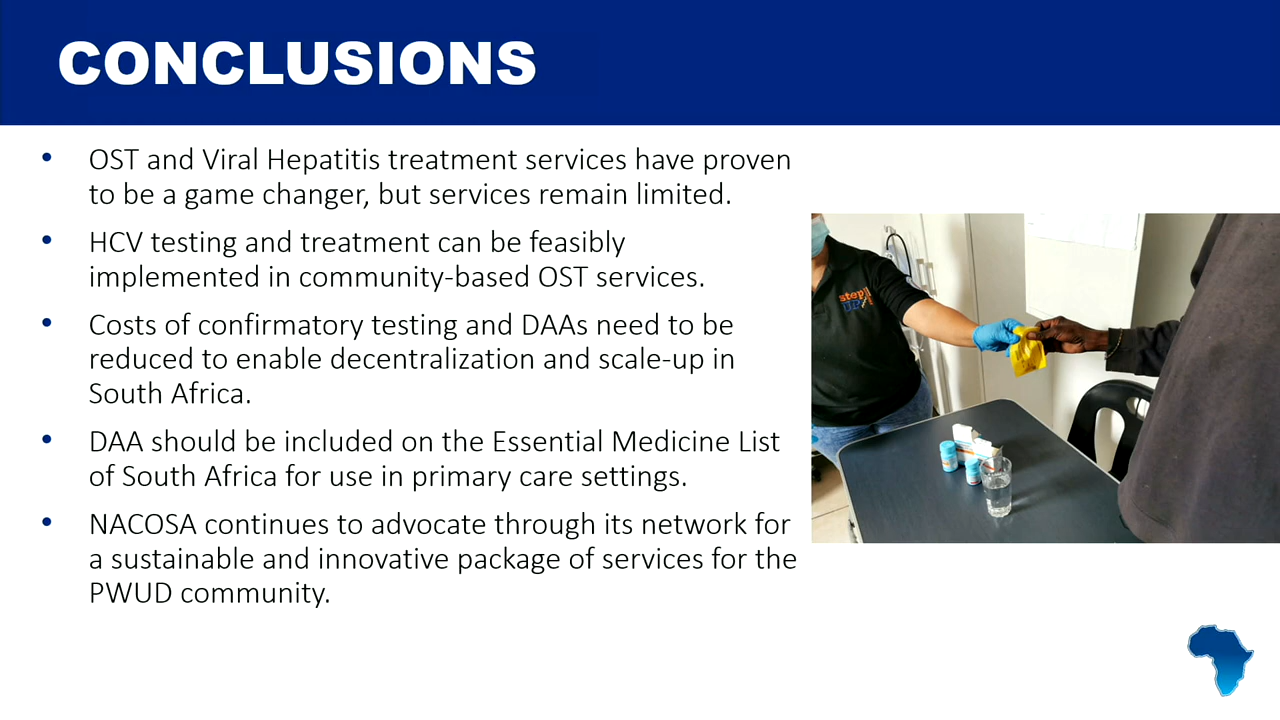 CONCLUSIONS
• OST and Viral Hepatitis treatment services have proven
to be a game changer, but services remain limited.
• HCV testing and treatment can be feasibly
implemented in community-based OST services.
• Costs of confirmatory testing and DAAs need to be
reduced to enable decentralization and scale-up in
South Africa.
• DAA should be included on the Essential Medicine List
of South Africa for use in primary care settings.
• NACOSA continues to advocate through its network for
a sustainable and innovative package of services for the
PWUD community.
step
UP